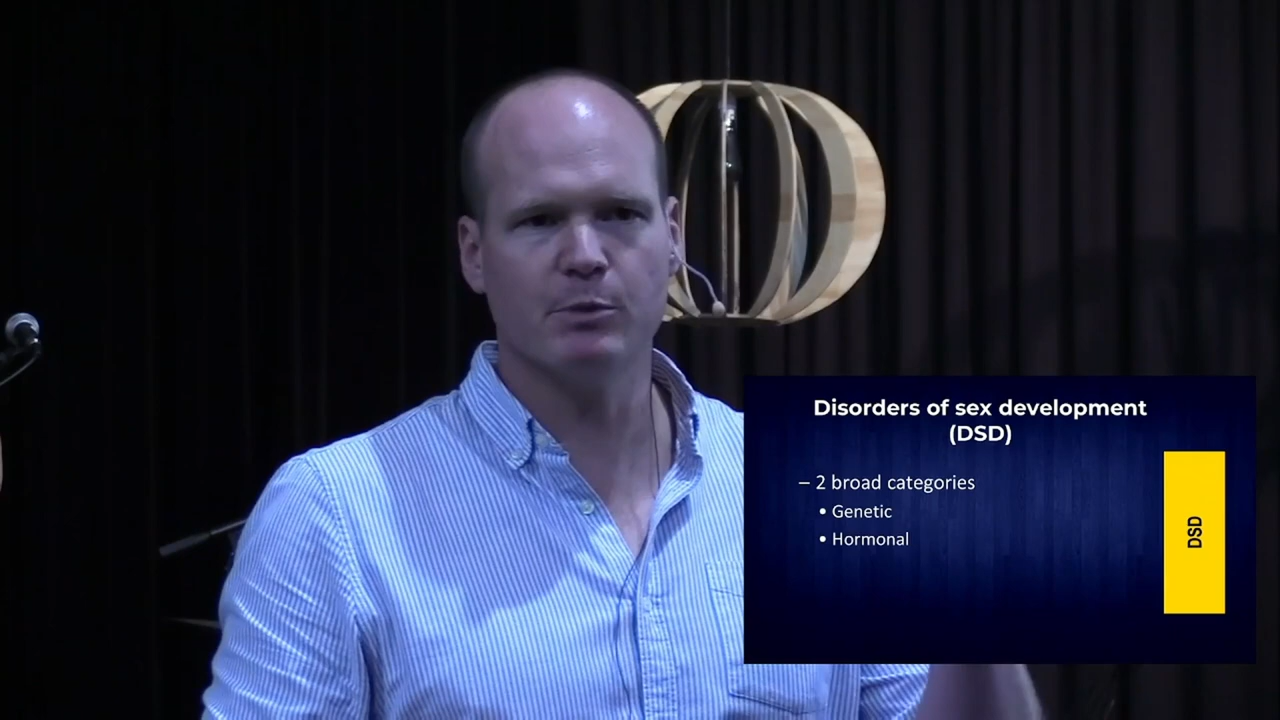 Disorders of sex development
(DSD)
– 2 broad categories
• Genetic
• Hormonal
DSD